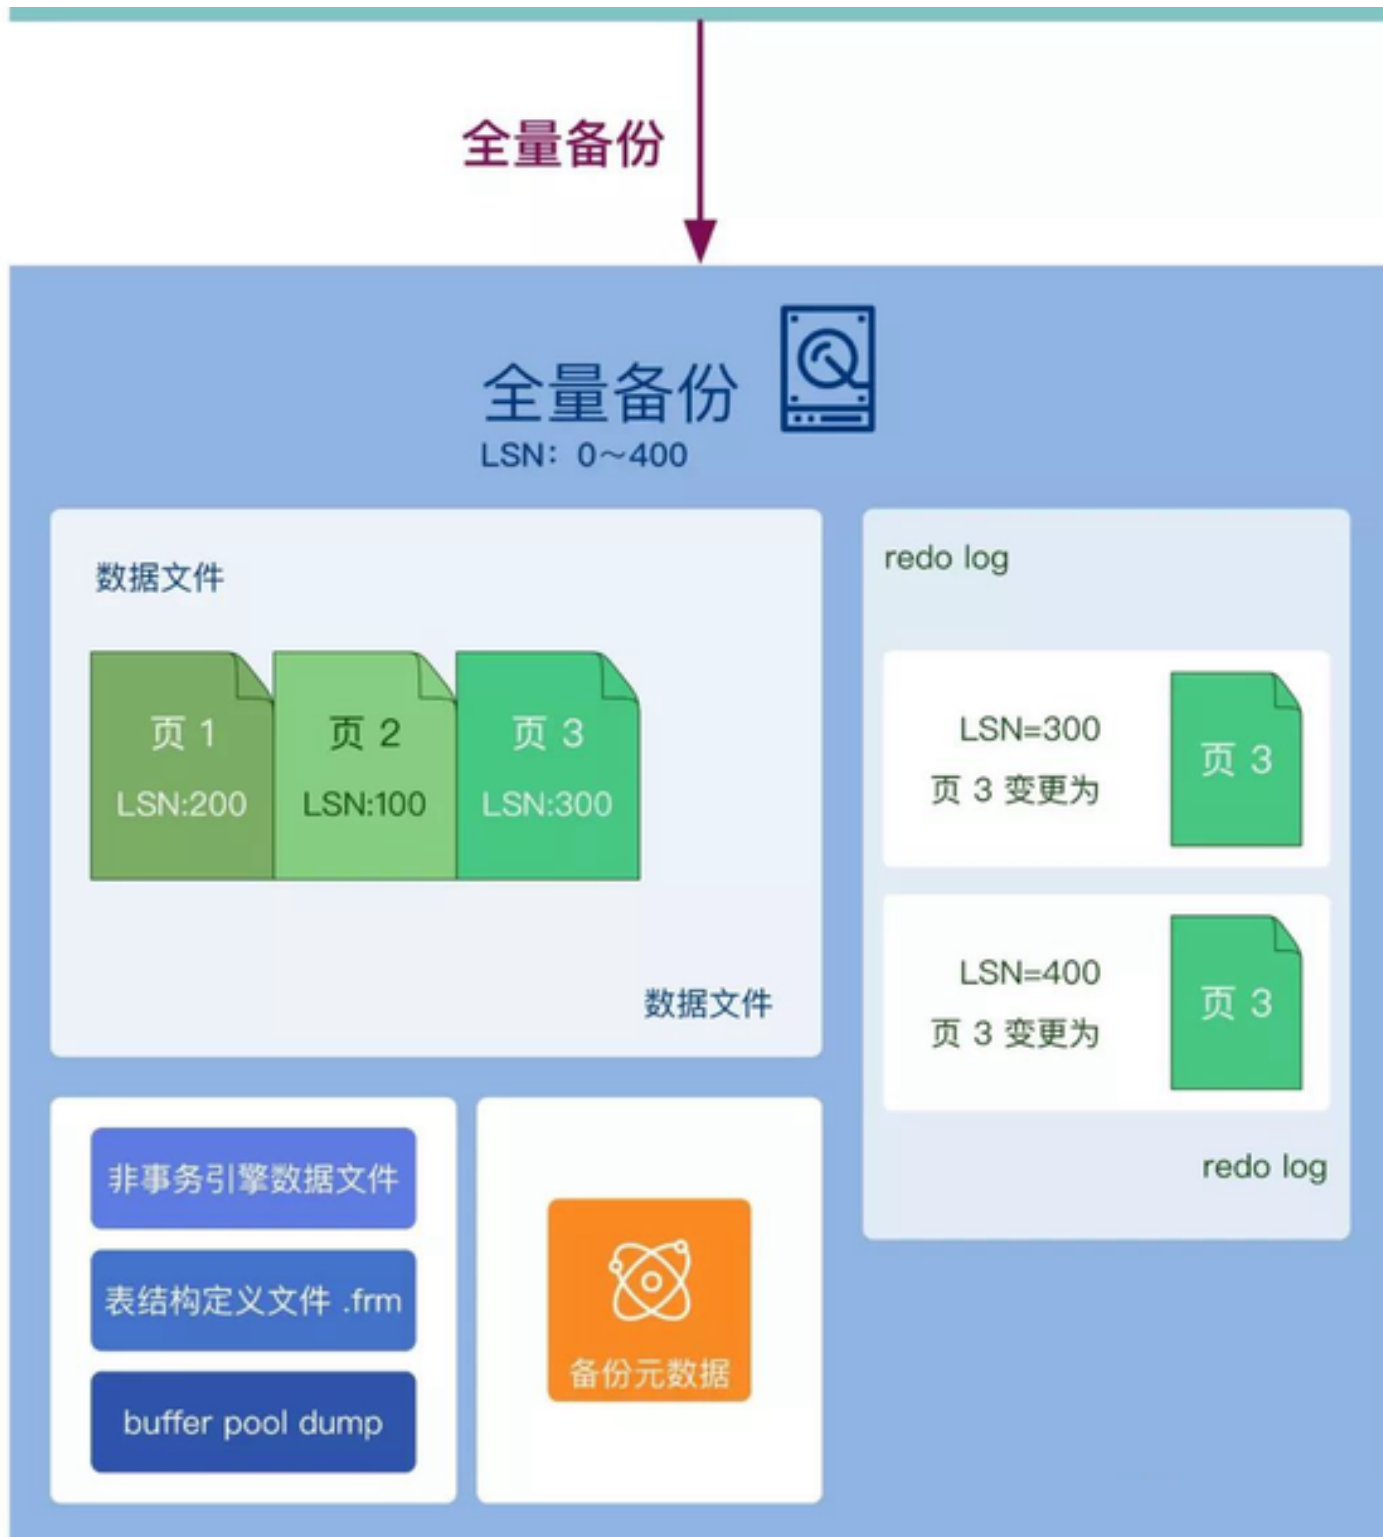 全量备份
全量备份
LSN：0～400
数据文件
页 1
LSN:200
页 2
LSN:100
页 3
LSN:300
数据文件
redo log
LSN=300
页 3 变更为
页 3
LSN=400
页 3 变更为
页 3
redo log
非事务引擎数据文件
表结构定义文件 .frm
buffer pool dump
备份元数据